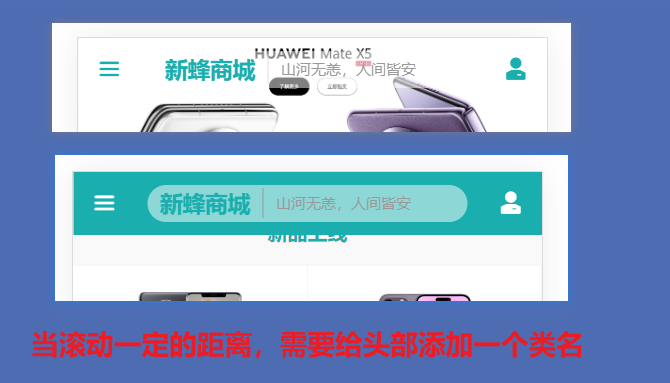 HUAWEI Mate X5
新蜂商城
山河无恙，人间皆安
了解更多
立即购买
新蜂商城
山河无恙，人间皆安
新品上线
当滚动一定的距离，需要给头部添加一个类名